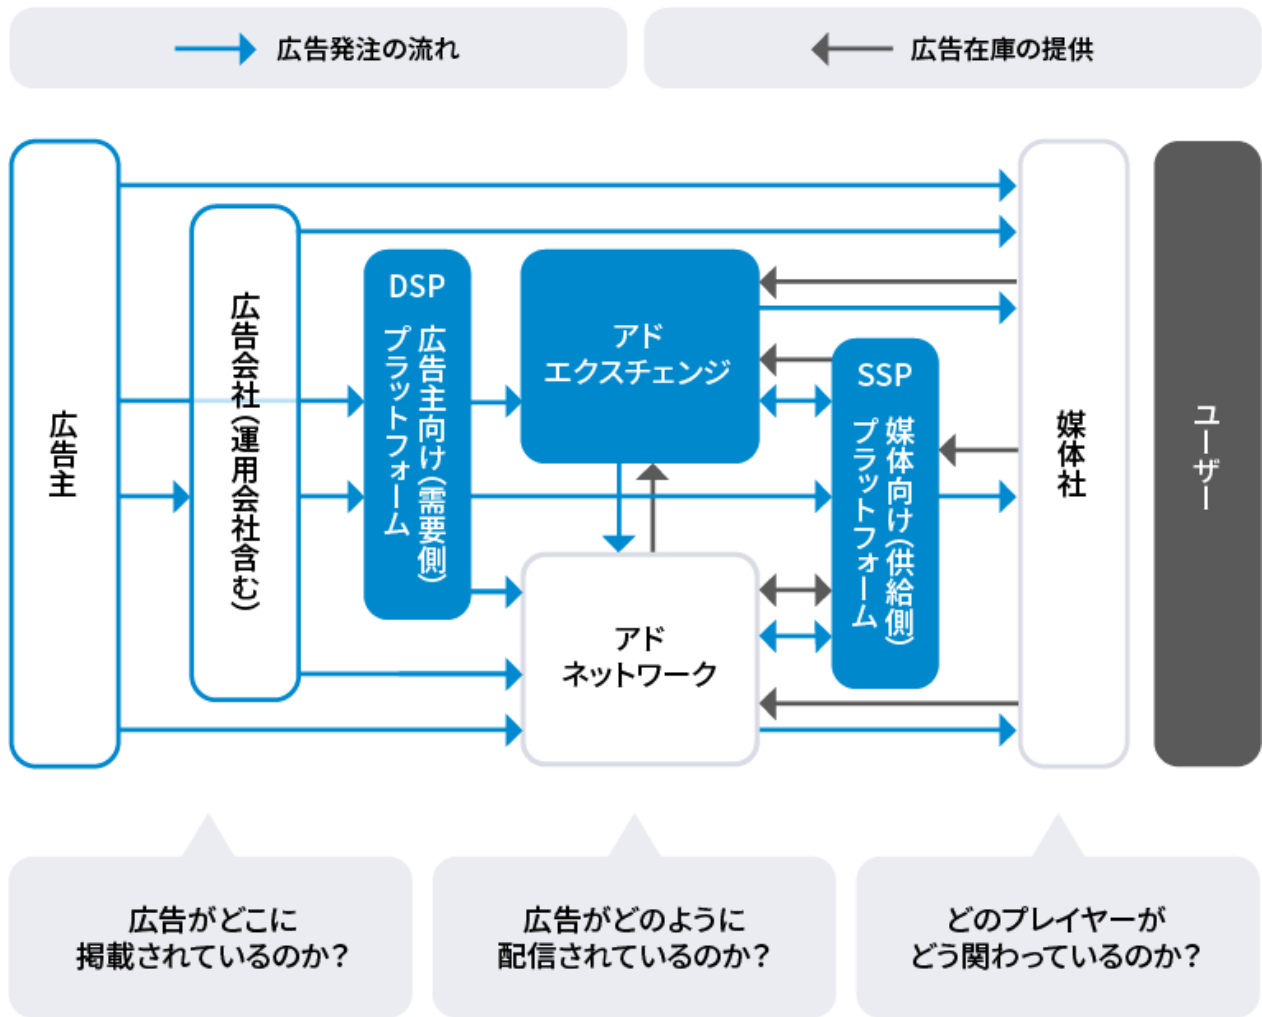 広告発注の流れ
広告在庫の提供
広告主
広告会社(運用会社含む)
DSP
広告主向け(需要側)
プラットフォーム
アド
エクスチェンジ
アド
ネットワーク
SSP
媒体向け(供給側)
プラットフォーム
媒体社
ユーザー
広告がどこに
掲載されているのか?
広告がどのように
配信されているのか?
どのプレイヤーが
どう関わっているのか?